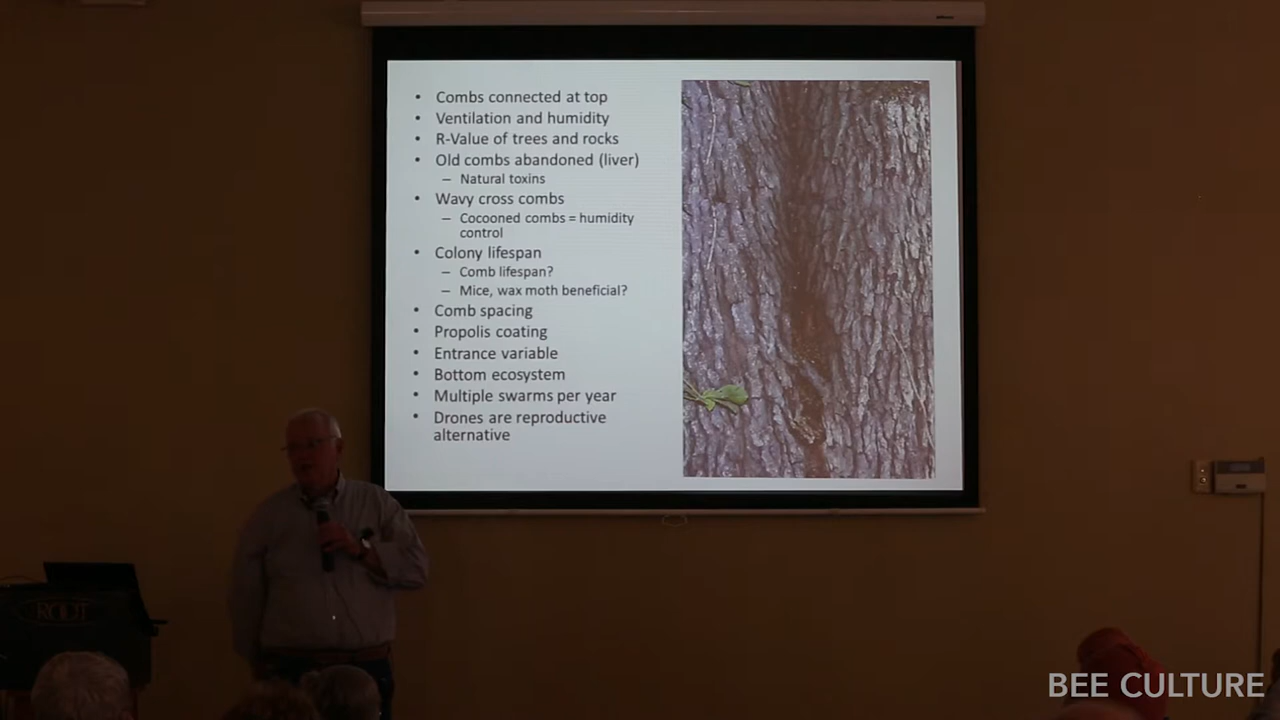 • Combs connected at top
• Ventilation and humidity
• R-Value of trees and rocks
• Old combs abandoned (liver)
– Natural toxins
• Wavy cross combs
– Cocooned combs = humidity
control
• Colony lifespan
– Comb lifespan?
– Mice, wax moth beneficial?
• Comb spacing
• Propolis coating
• Entrance variable
• Bottom ecosystem
• Multiple swarms per year
• Drones are reproductive
alternative
ROOT
BEE CULTURE